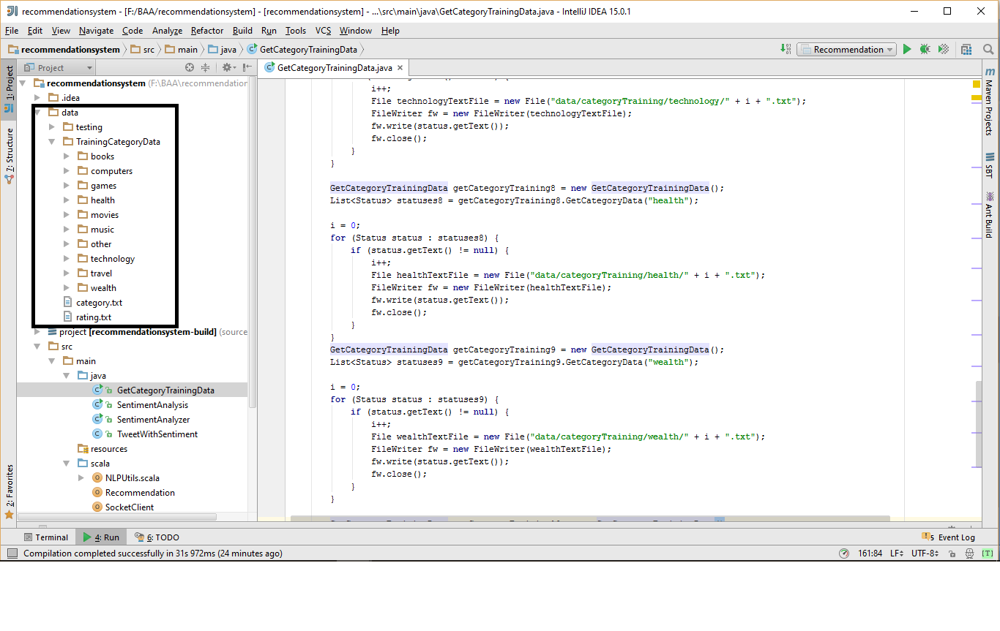 recommendationsystem - [F:/BAA/recommendationsystem] - [recommendationsystem] - ...\src\main\java\GetCategoryTrainingData.java - IntelliJ IDEA 15.0.1
File Edit View Navigate Code Analyze Refactor Build Run Tools VCS Window Help
recommendationsystem src main java GetCategoryTrainingData Recommendation
Project
GetCategoryTrainingData.java
1: Project
7: Structure
2: Favorites
recommendationsystem (F:\BAA\recommendation
.idea
data
testing
TrainingCategoryData
books
computers
games
health
movies
music
other
technology
travel
wealth
category.txt
rating.txt
project [recommendationsystem-build] (source
src
main
java
GetCategoryTrainingData
SentimentAnalysis
SentimentAnalyzer
TweetWithSentiment
resources
scala
NLPUtils.scala
Recommendation
SocketClient
i++;
File technologyTextFile = new File("data/categoryTraining/technology/" + i + ".txt");
FileWriter fw = new FileWriter(technologyTextFile);
fw.write(status.getText());
fw.close();
}
}
GetCategoryTrainingData getCategoryTraining8 = new GetCategoryTrainingData();
List<Status> statuses8 = getCategoryTraining8.GetCategoryData("health");
i = 0;
for (Status status : statuses8) {
if (status.getText() != null) {
i++;
File healthTextFile = new File("data/categoryTraining/health/" + i + ".txt");
FileWriter fw = new FileWriter(healthTextFile);
fw.write(status.getText());
fw.close();
}
}
GetCategoryTrainingData getCategoryTraining9 = new GetCategoryTrainingData();
List<Status> statuses9 = getCategoryTraining9.GetCategoryData("wealth");
i = 0;
for (Status status : statuses9) {
if (status.getText() != null) {
i++;
File wealthTextFile = new File("data/categoryTraining/wealth/" + i + ".txt");
FileWriter fw = new FileWriter(wealthTextFile);
fw.write(status.getText());
fw.close();
}
}
m
Maven Projects
SBT
Ant Build
Terminal 4: Run 6: TODO 5 Event Log
Compilation completed successfully in 31s 972ms (24 minutes ago) 161:84 LF UTF-8 [T]